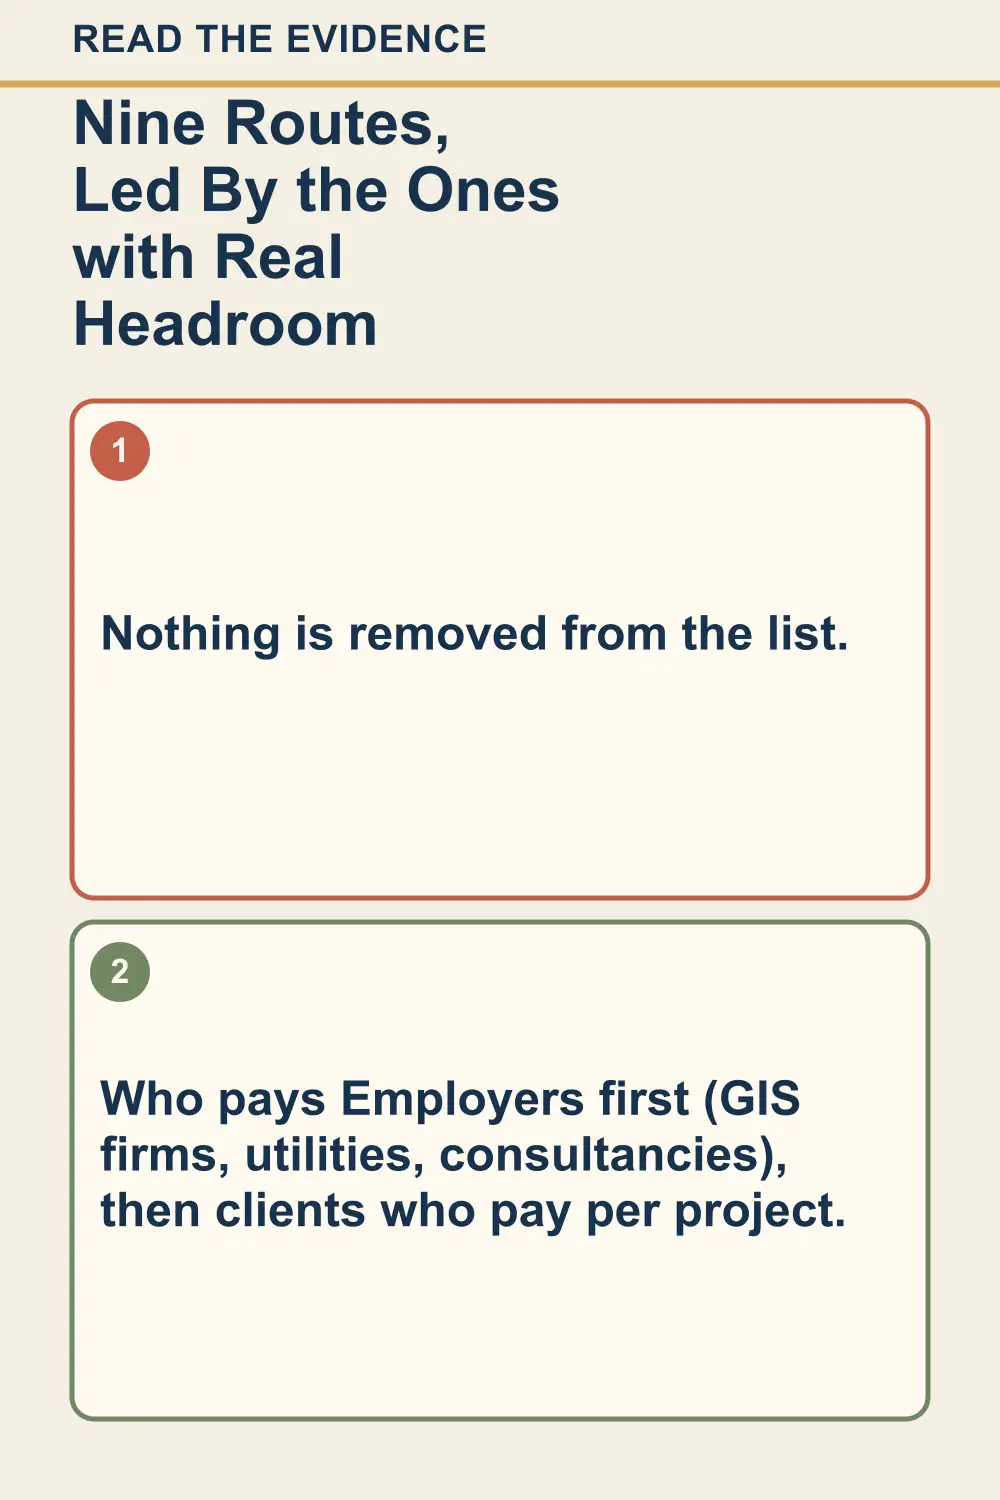 READ THE EVIDENCE
Nine Routes,
Led By the Ones
with Real
Headroom
1
Nothing is removed from the list.
2
Who pays Employers first (GIS
firms, utilities, consultancies),
then clients who pay per project.